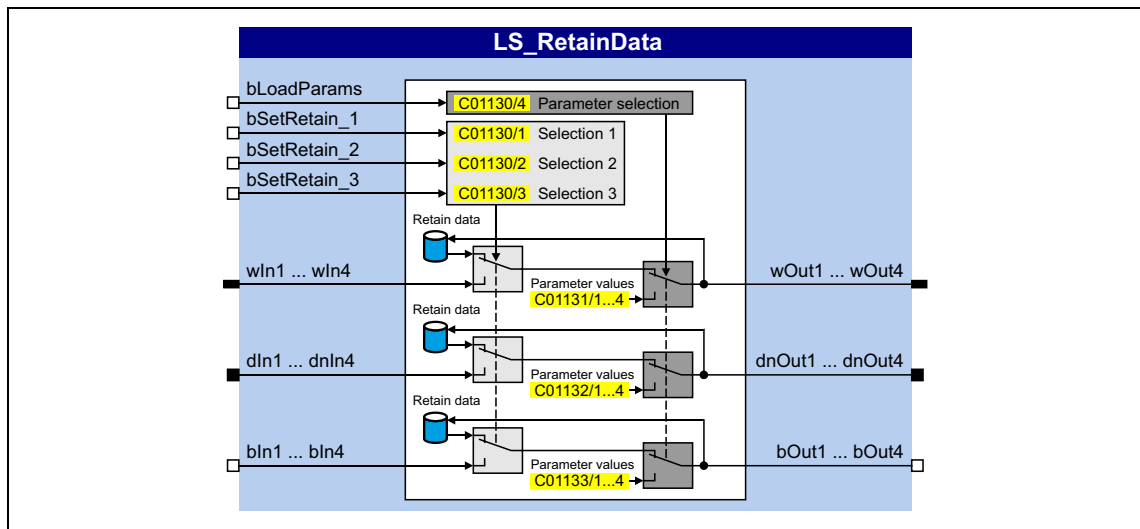 LS_RetainData
bLoadParams
C01130/4 Parameter selection
bSetRetain_1
C01130/1 Selection 1
bSetRetain_2
C01130/2 Selection 2
bSetRetain_3
C01130/3 Selection 3
Retain data
wIn1 ... wIn4
Parameter values
C01131/1...4
wOut1 ... wOut4
Retain data
dIn1 ... dnIn4
Parameter values
C01132/1...4
dnOut1 ... dnOut4
Retain data
bIn1 ... bIn4
Parameter values
C01133/1...4
bOut1 ... bOut4